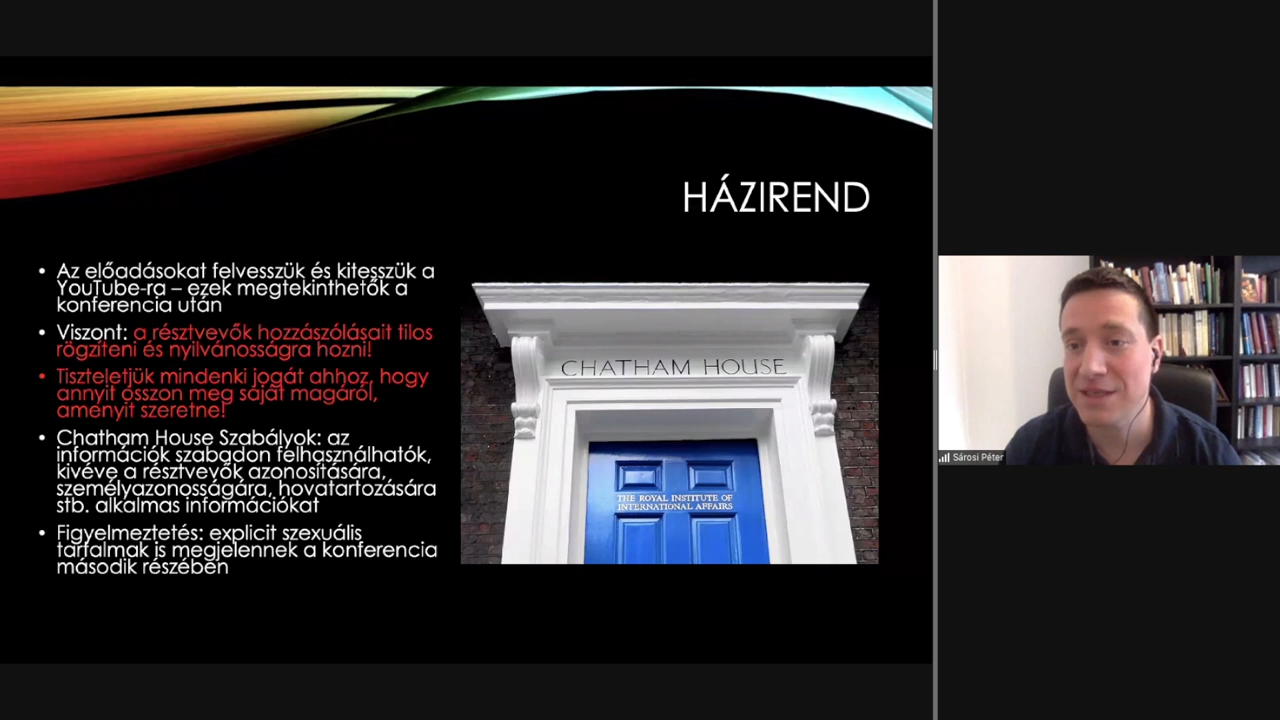 HÁZIREND
• Az előadásokat felvesszük és kitesszük a
YouTube-ra – ezek megtekinthetők a
konferencia után
• Viszont: a résztvevők hozzászólásait tilos
rögzíteni és nyilvánosságra hozni!
• Tiszteletjük mindenki jogát ahhoz, hogy
annyit osszon meg saját magáról,
amenyit szeretne!
• Chatham House Szabályok: az
információk szabadon felhasználhatók,
kivéve a résztvevők azonosítására,
személyazonosságára, hovatartozására
stb. alkalmas információkat
• Figyelmeztetés: explicit szexuális
tartalmak is megjelennek a konferencia
második részében
CHATHAM HOUSE
THE ROYAL INSTITUTE OF
INTERNATIONAL AFFAIRS
Sárosi Péter